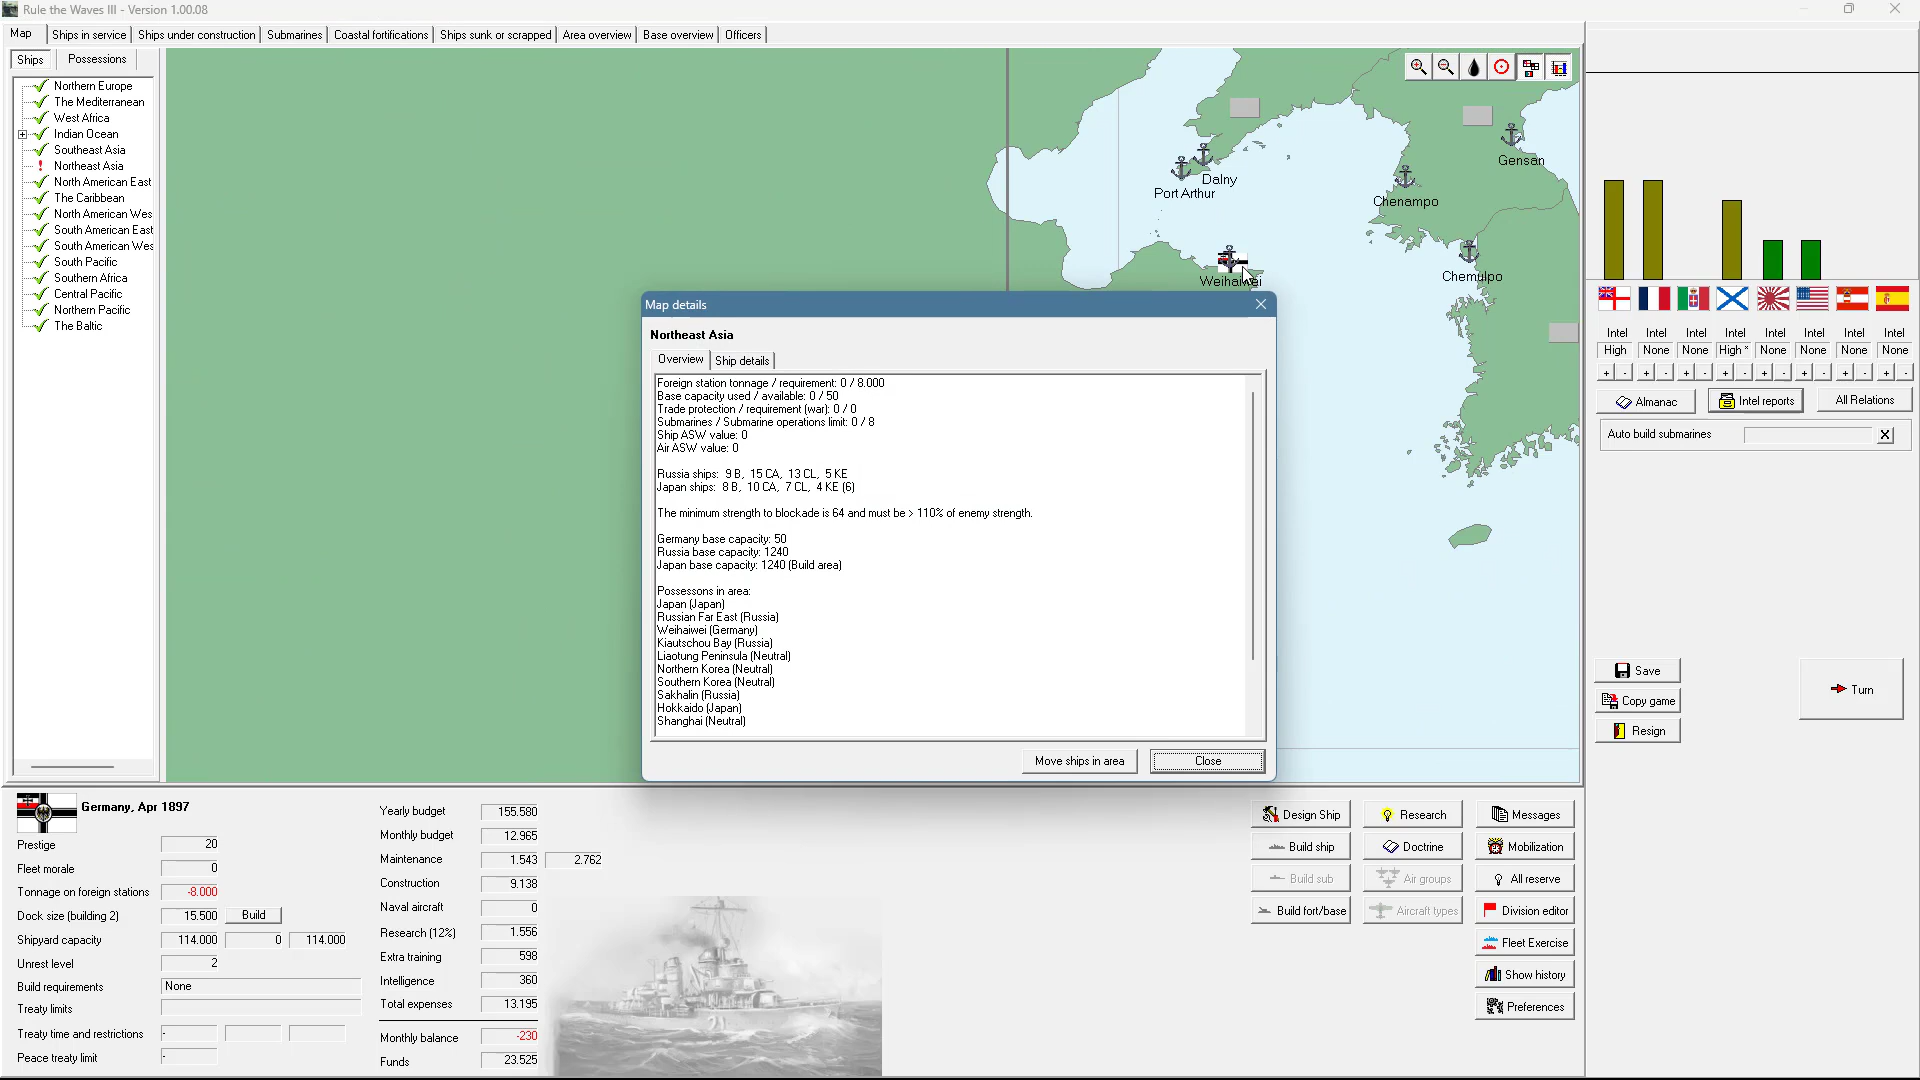 Rule the Waves III - Version 1.00.08
Map
Ships in service
Ships under construction
Submarines
Coastal fortifications
Ships sunk or scrapped
Area overview
Base overview
Officers
Ships
Possessions
Northern Europe
The Mediterranean
West Africa
Indian Ocean
Southeast Asia
Northeast Asia
North American East
The Caribbean
North American Wes
South American East
South American Wes
South Pacific
Southern Africa
Central Pacific
Northern Pacific
The Baltic
Gensan
Dalny
Port Arthur
Chenampo
Chemulpo
Weihaiwei
Map details
Northeast Asia
Overview
Ship details
Foreign station tonnage / requirement: 0 / 8.000
Base capacity used / available: 0 / 50
Trade protection / requirement (war): 0 / 0
Submarines / Submarine operations limit: 0 / 8
Ship ASW value: 0
Air ASW value: 0
Russia ships: 9 B, 15 CA, 13 CL, 5 KE
Japan ships: 8 B, 10 CA, 7 CL, 4 KE (6)
The minimum strength to blockade is 64 and must be > 110% of enemy strength.
Germany base capacity: 50
Russia base capacity: 1240
Japan base capacity: 1240 (Build area)
Possessons in area:
Japan (Japan)
Russian Far East (Russia)
Weihaiwei (Germany)
Kiautschou Bay (Russia)
Liaotung Peninsula (Neutral)
Northern Korea (Neutral)
Southern Korea (Neutral)
Sakhalin (Russia)
Hokkaido (Japan)
Shanghai (Neutral)
Move ships in area
Close
Intel Intel Intel Intel Intel Intel Intel Intel
High None None High * None None None None
+ - + - + - + - + - + - + - + -
Almanac
Intel reports
All Relations
Auto build submarines
X
Save
Copy game
Resign
Turn
Germany, Apr 1897
Prestige 20
Fleet morale 0
Tonnage on foreign stations -8.000
Dock size (building 2) 15.500 Build
Shipyard capacity 114.000 0 114.000
Unrest level 2
Build requirements None
Treaty limits
Treaty time and restrictions -
Peace treaty limit -
Yearly budget 155.580
Monthly budget 12.965
Maintenance 1.543 2.762
Construction 9.138
Naval aircraft 0
Research (12%) 1.556
Extra training 598
Intelligence 360
Total expenses 13.195
Monthly balance -230
Funds 23.525
Design Ship
Research
Messages
Build ship
Doctrine
Mobilization
Build sub
Air groups
All reserve
Build fort/base
Aircraft types
Division editor
Fleet Exercise
Show history
Preferences